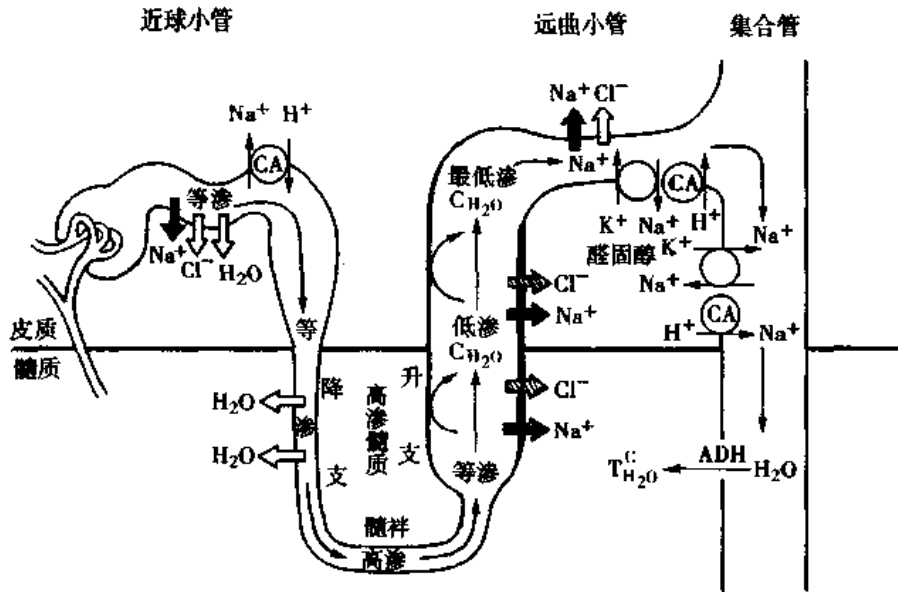 近球小管
远曲小管
集合管
Na⁺ H⁺
CA
等渗
Na⁺
Cl⁻
H₂O
等
渗
皮质
髓质
H₂O
H₂O
降
支
高渗髓质
升
支
髓袢
高渗
等渗
低渗
C_H₂O
最低渗
C_H₂O
Cl⁻
Na⁺
Cl⁻
Na⁺
Na⁺ Cl⁻
Na⁺
CA
K⁺ Na⁺ H⁺
醛固醇 K⁺
Na⁺
Na⁺
CA
H⁺
Na⁺
ADH
H₂O